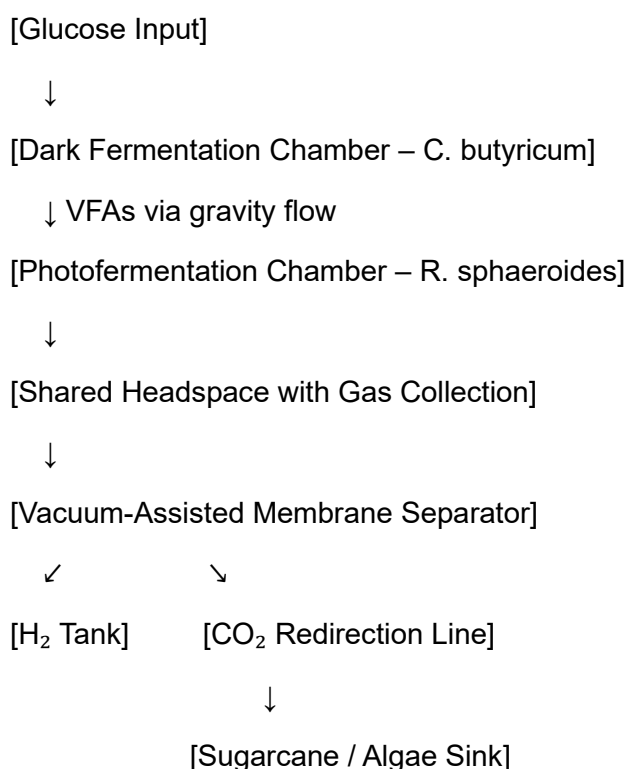 [Glucose Input]
↓
[Dark Fermentation Chamber – C. butyricum]
↓ VFAs via gravity flow
[Photofermentation Chamber – R. sphaeroides]
↓
[Shared Headspace with Gas Collection]
↓
[Vacuum-Assisted Membrane Separator]
↙ ↘
[H₂ Tank] [CO₂ Redirection Line]
↓
[Sugarcane / Algae Sink]